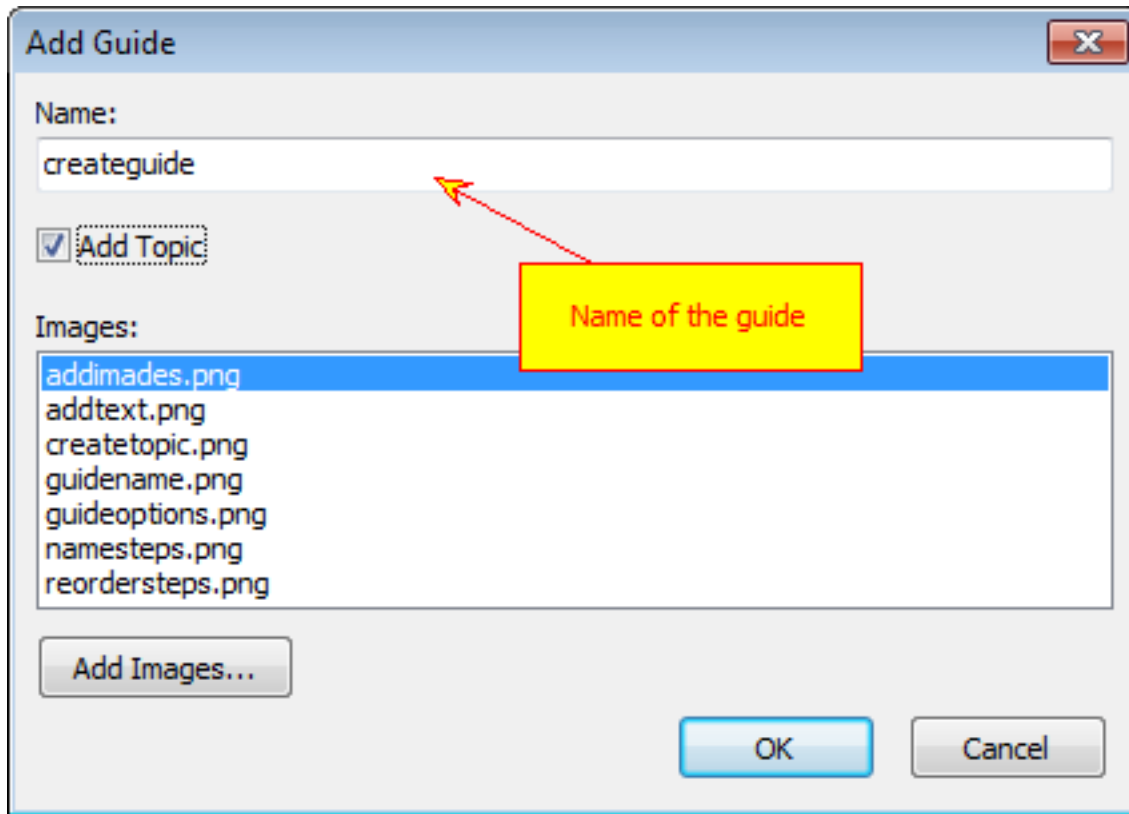 Add Guide
Name:
createguide
Add Topic
Name of the guide
Images:
addimades.png
addtext.png
createtopic.png
guidename.png
guideoptions.png
namesteps.png
reordersteps.png
Add Images...
OK
Cancel